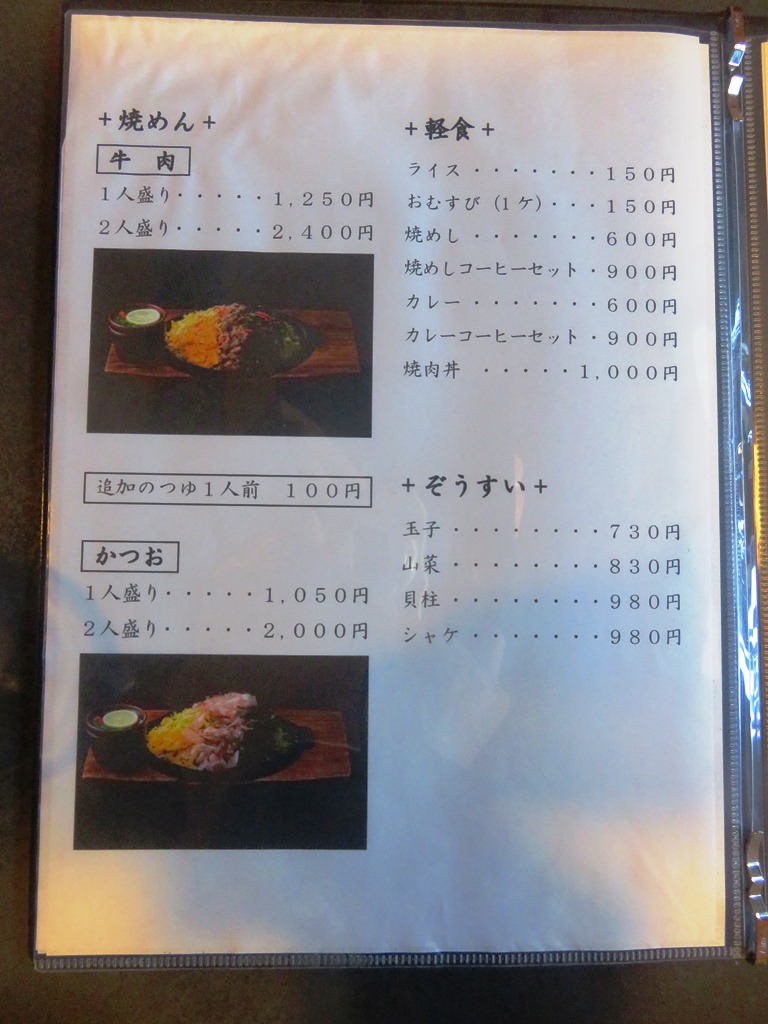 +焼めん+
牛 肉
1人盛り・・・・・1,250円
2人盛り・・・・・2,400円
追加のつゆ1人前 100円
かつお
1人盛り・・・・・1,050円
2人盛り・・・・・2,000円
+軽食+
ライス・・・・・・・150円
おむすび(1ケ)・・・150円
焼めし・・・・・・・600円
焼めしコーヒーセット・900円
カレー・・・・・・・600円
カレーコーヒーセット・900円
焼肉丼 ・・・・・1,000円
+ぞうすい+
玉子・・・・・・・・730円
山菜・・・・・・・・830円
貝柱・・・・・・・・980円
シャケ・・・・・・・980円